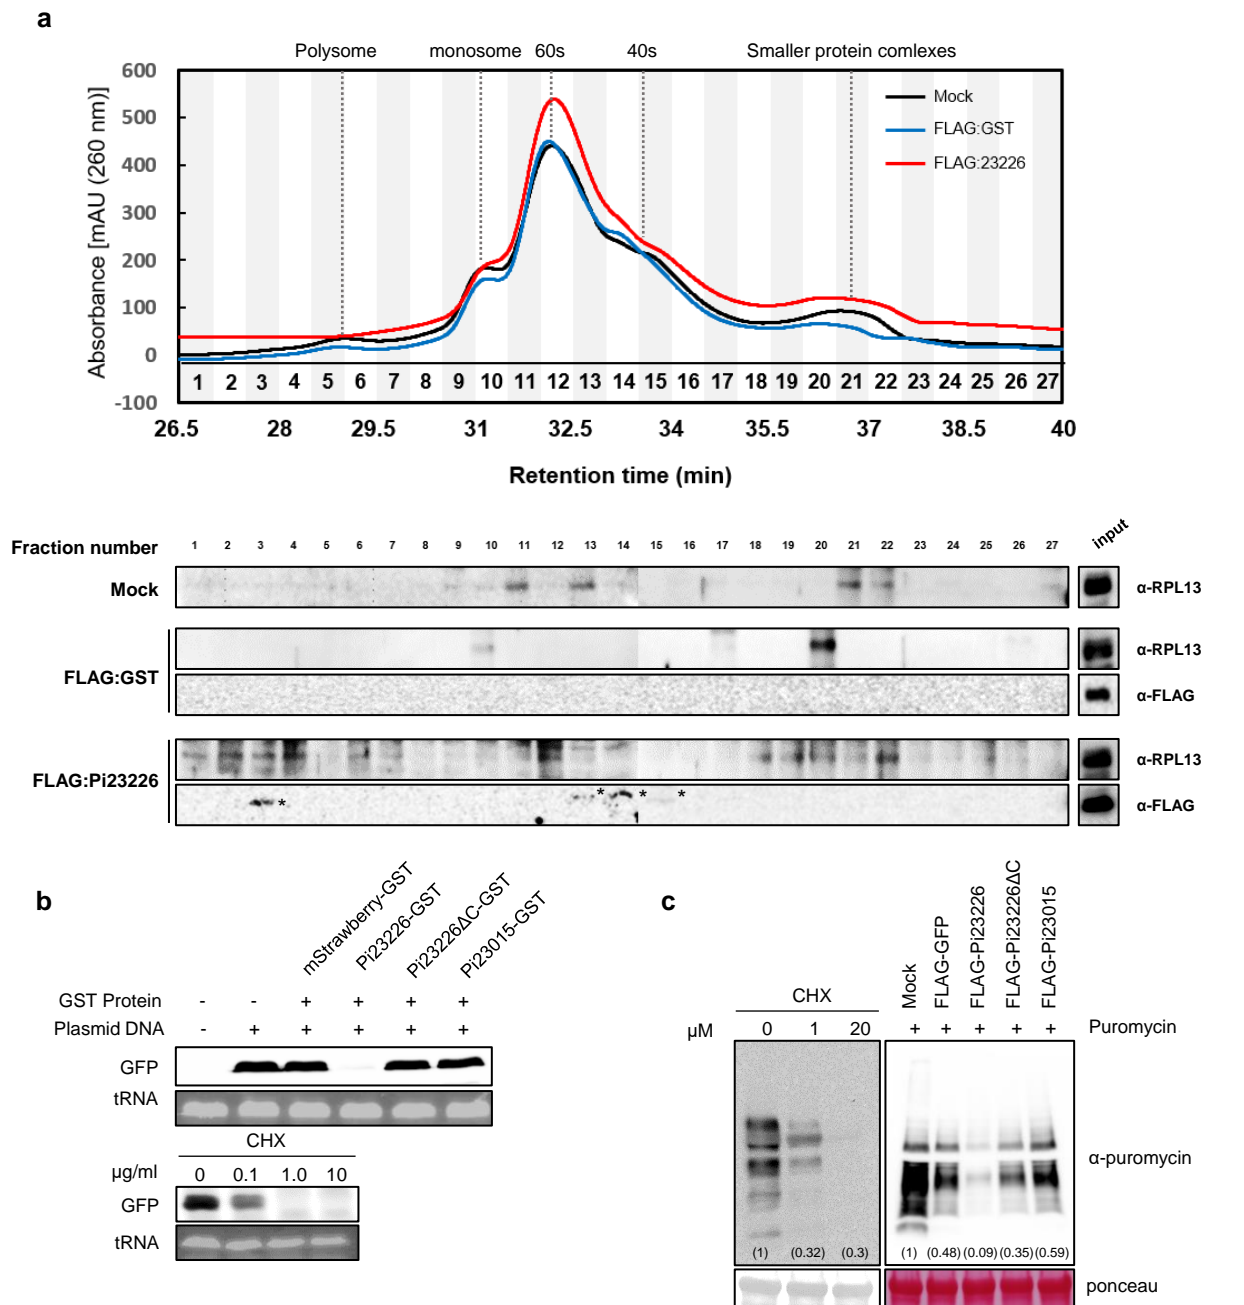 a
Polysome monosome 60s 40s Smaller protein comlexes
600
500
400
300
200
100
0
-100
Absorbance [mAU (260 nm)]
Mock
FLAG:GST
FLAG:23226
1 2 3 4 5 6 7 8 9 10 11 12 13 14 15 16 17 18 19 20 21 22 23 24 25 26 27
26.5 28 29.5 31 32.5 34 35.5 37 38.5 40
Retention time (min)
Fraction number 1 2 3 4 5 6 7 8 9 10 11 12 13 14 15 16 17 18 19 20 21 22 23 24 25 26 27 input
Mock α-RPL13
FLAG:GST α-RPL13
α-FLAG
FLAG:Pi23226 α-RPL13
* * * * α-FLAG
b
mStrawberry-GST Pi23226-GST Pi23226ΔC-GST Pi23015-GST
GST Protein - - + + + +
Plasmid DNA - + + + + +
GFP
tRNA
CHX
µg/ml 0 0.1 1.0 10
GFP
tRNA
c
Mock FLAG-GFP FLAG-Pi23226 FLAG-Pi23226ΔC FLAG-Pi23015
CHX
µM 0 1 20 + + + + + Puromycin
α-puromycin
(1) (0.32) (0.3) (1) (0.48) (0.09) (0.35) (0.59)
ponceau